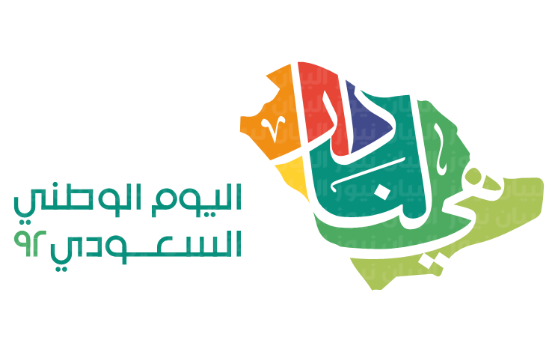 هي لنا دار
اليوم الوطني
السعودي ٩٢